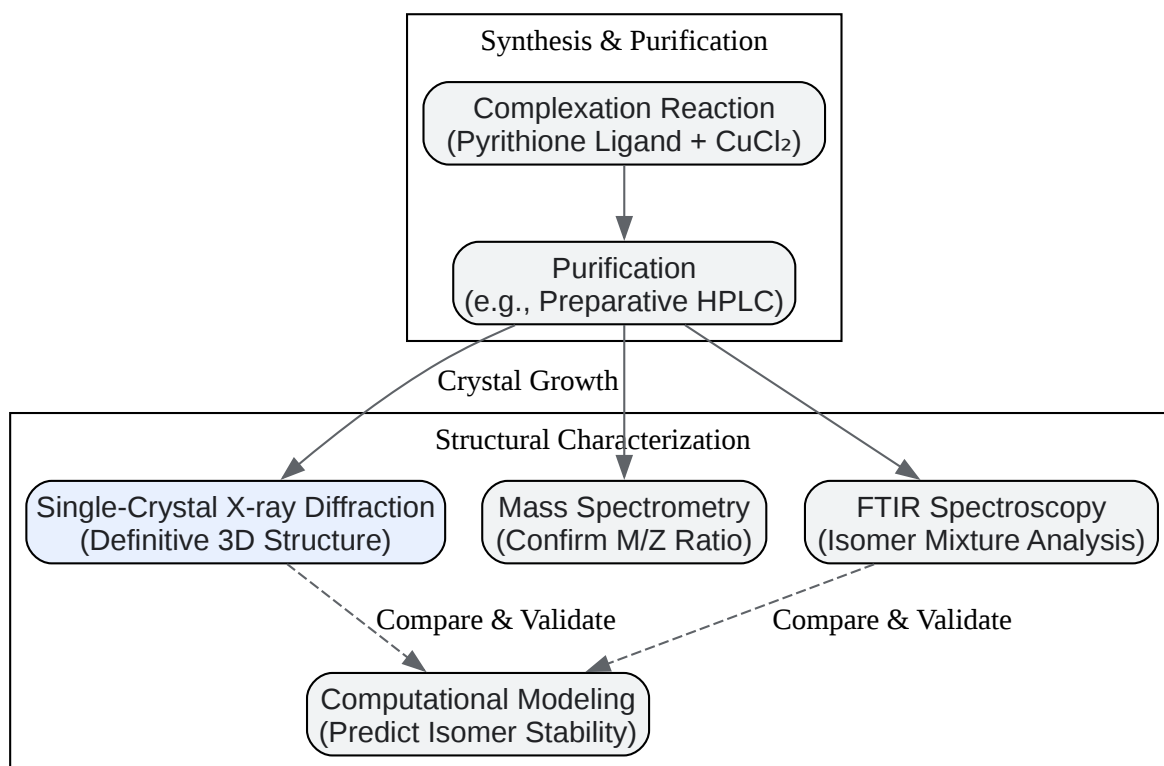 Synthesis & Purification
Complexation Reaction
(Pyrithione Ligand + CuCl₂)
Purification
(e.g., Preparative HPLC)
Crystal Growth
Structural Characterization
Single-Crystal X-ray Diffraction
(Definitive 3D Structure)
Mass Spectrometry
(Confirm M/Z Ratio)
FTIR Spectroscopy
(Isomer Mixture Analysis)
Compare & Validate
Compare & Validate
Computational Modeling
(Predict Isomer Stability)